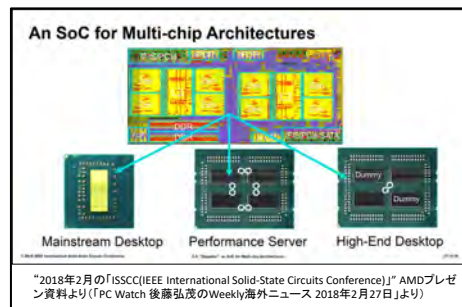 An SoC for Multi-chip Architectures
DDR
Dummy
Dummy
Mainstream Desktop
Performance Server
High-End Desktop
“2018年2月の「ISSCC(IEEE International Solid-State Circuits Conference)」” AMDプレゼ
ン資料より（「PC Watch 後藤弘茂のWeekly海外ニュース 2018年2月27日」より）